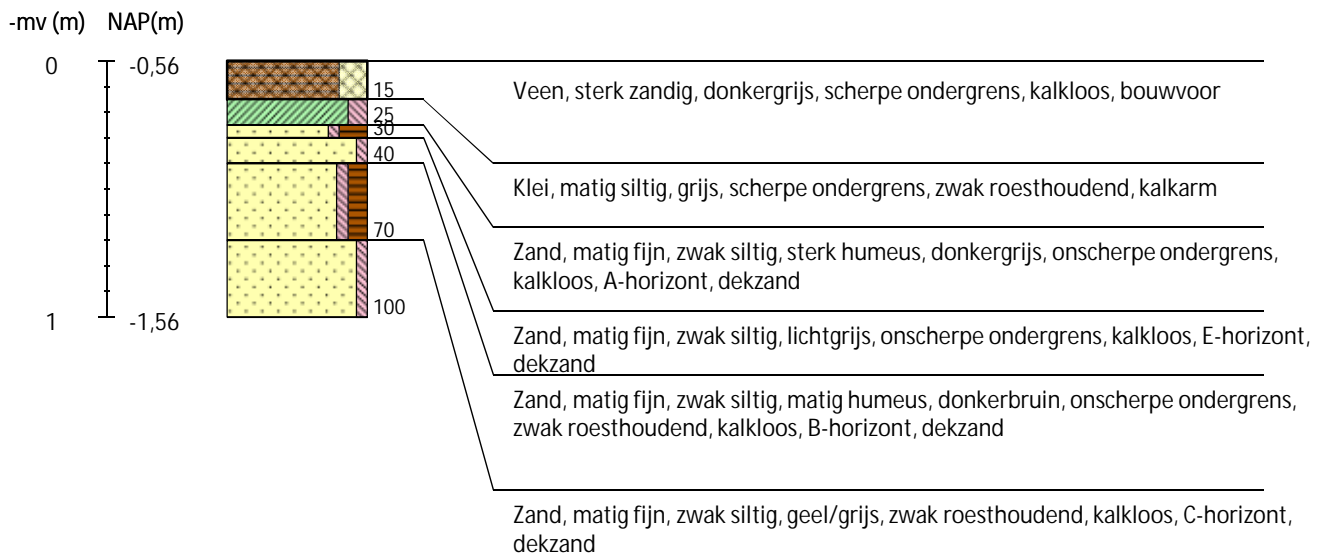 -mv (m) NAP(m)
0 -0,56
15
25
30
40
70
100
1 -1,56
Veen, sterk zandig, donkergrijs, scherpe ondergrens, kalkloos, bouwvoor
Klei, matig siltig, grijs, scherpe ondergrens, zwak roesthoudend, kalkarm
Zand, matig fijn, zwak siltig, sterk humeus, donkergrijs, onscherpe ondergrens,
kalkloos, A-horizont, dekzand
Zand, matig fijn, zwak siltig, lichtgrijs, onscherpe ondergrens, kalkloos, E-horizont,
dekzand
Zand, matig fijn, zwak siltig, matig humeus, donkerbruin, onscherpe ondergrens,
zwak roesthoudend, kalkloos, B-horizont, dekzand
Zand, matig fijn, zwak siltig, geel/grijs, zwak roesthoudend, kalkloos, C-horizont,
dekzand